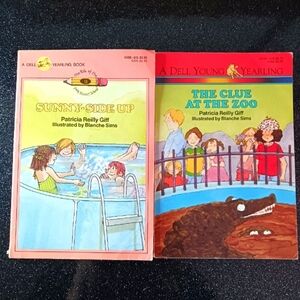 A DELL YEARLING BOOK
SUNNY-SIDE UP
Patricia Reilly Giff
Illustrated by Blanche Sims
A DELL YOUNG YEARLING
THE CLUE
AT THE ZOO
Patricia Reilly Giff
Illustrated by Blanche Sims